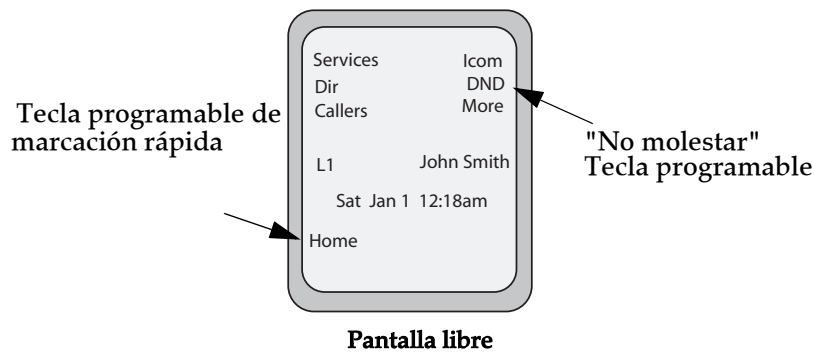 Services Icom
Dir DND
Callers More
Tecla programable de
marcación rápida
"No molestar"
Tecla programable
L1 John Smith
Sat Jan 1 12:18am
Home
Pantalla libre